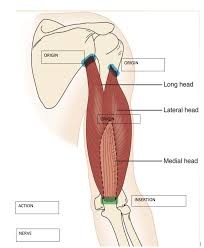 ORIGIN
ORIGIN
Long head
Lateral head
ORIGIN
Medial head
INSERTION
ACTION
NERVE